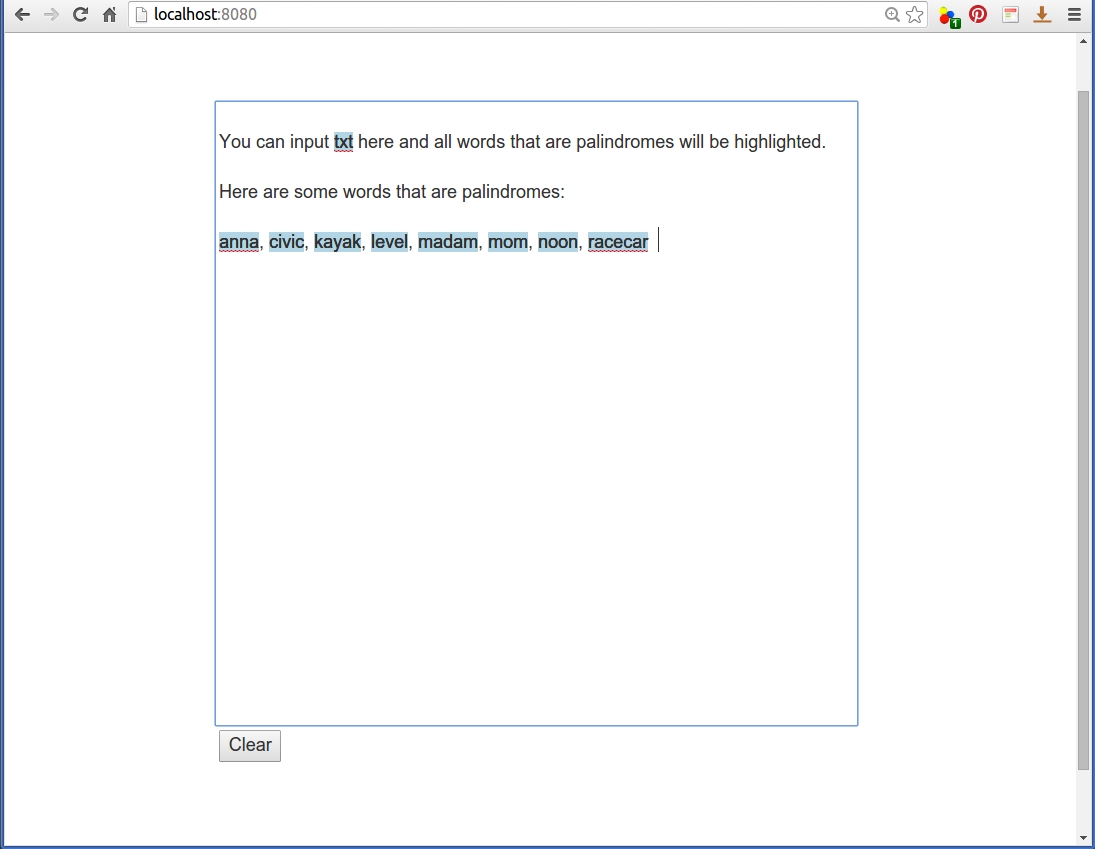 localhost:8080
1
You can input txt here and all words that are palindromes will be highlighted.
Here are some words that are palindromes:
anna, civic, kayak, level, madam, mom, noon, racecar
Clear